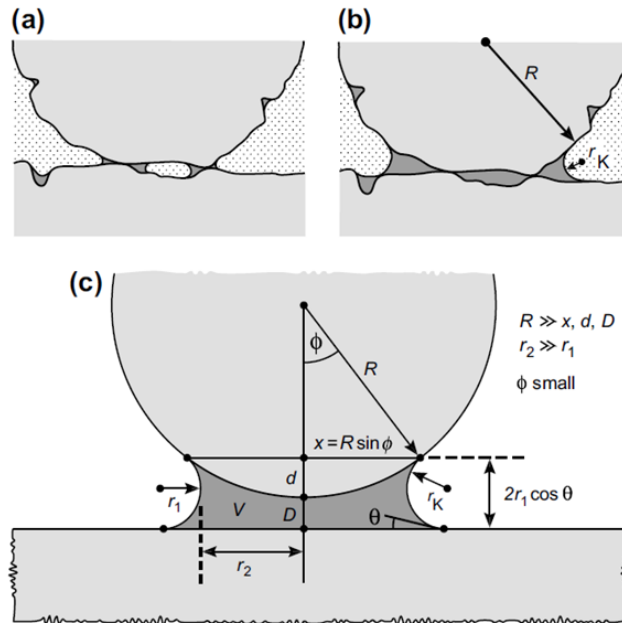 (a)
(b)
R
r K
(c)
ϕ
R
R ≫ x, d, D
r2 ≫ r1
ϕ small
x = R sin ϕ
d
r1
V
D
θ
rK
2r1 cos θ
r2